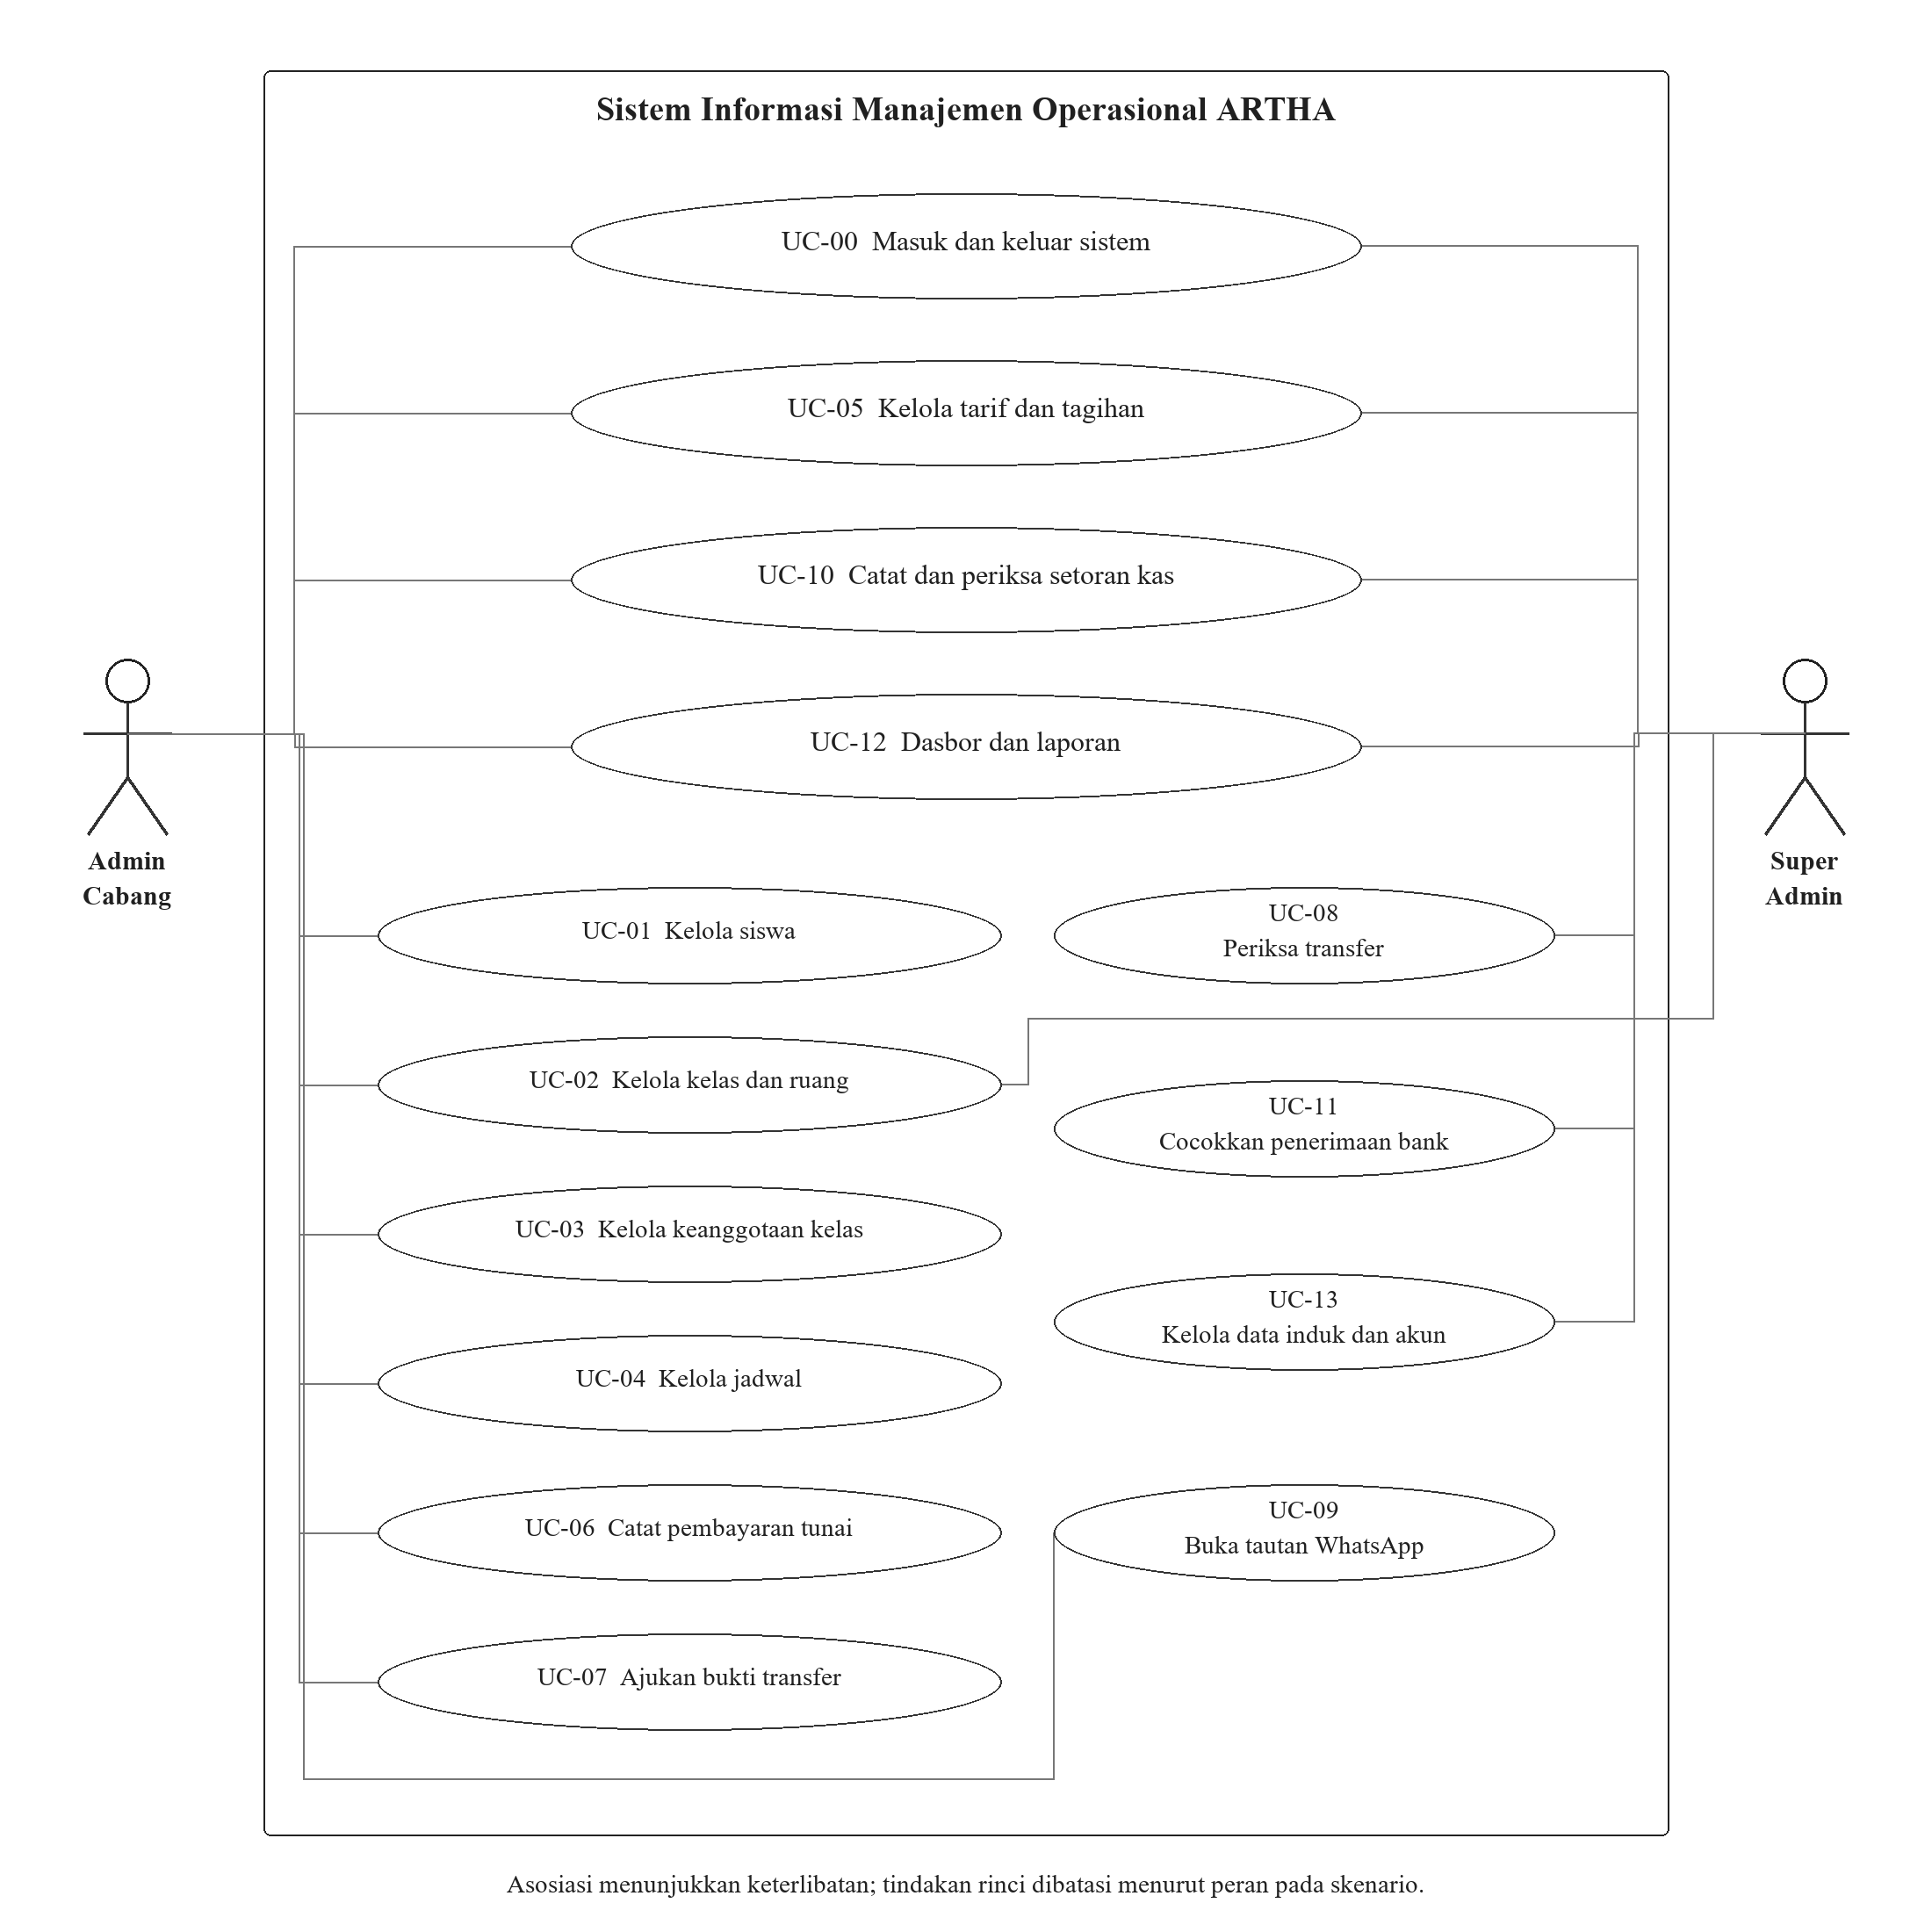 Sistem Informasi Manajemen Operasional ARTHA
UC-00 Masuk dan keluar sistem
UC-05 Kelola tarif dan tagihan
UC-10 Catat dan periksa setoran kas
UC-12 Dasbor dan laporan
Admin
Cabang
Super
Admin
UC-01 Kelola siswa
UC-02 Kelola kelas dan ruang
UC-03 Kelola keanggotaan kelas
UC-04 Kelola jadwal
UC-06 Catat pembayaran tunai
UC-07 Ajukan bukti transfer
UC-08
Periksa transfer
UC-11
Cocokkan penerimaan bank
UC-13
Kelola data induk dan akun
UC-09
Buka tautan WhatsApp
Asosiasi menunjukkan keterlibatan; tindakan rinci dibatasi menurut peran pada skenario.